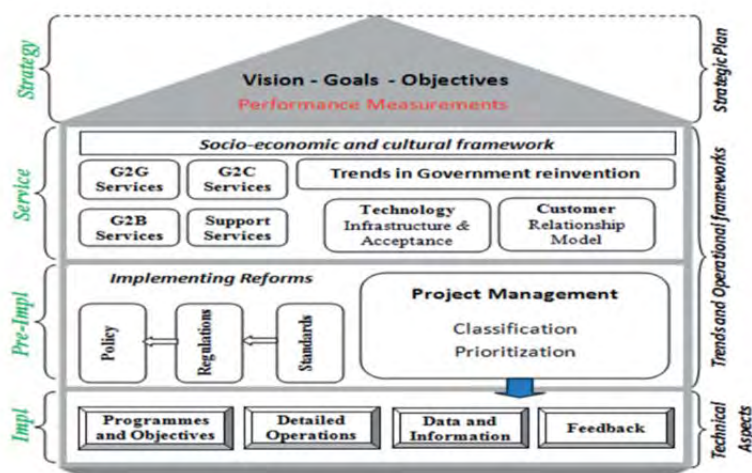 Strategy
Vision - Goals - Objectives
Performance Measurements
Strategic Plan
Service
Socio-economic and cultural framework
G2G
Services
G2C
Services
Trends in Government reinvention
G2B
Services
Support
Services
Technology
Infrastructure &
Acceptance
Customer
Relationship
Model
Trends and Operational frameworks
Pre-Impl
Implementing Reforms
Policy
Regulations
Standards
Project Management
Classification
Prioritization
Impl
Programmes
and Objectives
Detailed
Operations
Data and
Information
Feedback
Technical
Aspects